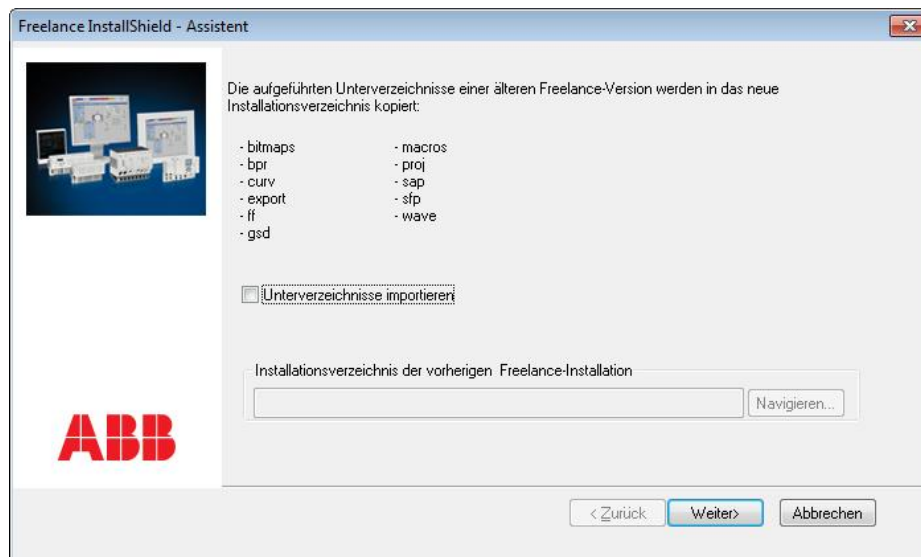 Freelance InstallShield - Assistent
Die aufgeführten Unterverzeichnisse einer älteren Freelance-Version werden in das neue
Installationsverzeichnis kopiert:
- bitmaps
- bpr
- curv
- export
- ff
- gsd
- macros
- proj
- sap
- sfp
- wave
Unterverzeichnisse importieren
Installationsverzeichnis der vorherigen Freelance-Installation
Navigieren...
ABB
< Zurück
Weiter>
Abbrechen